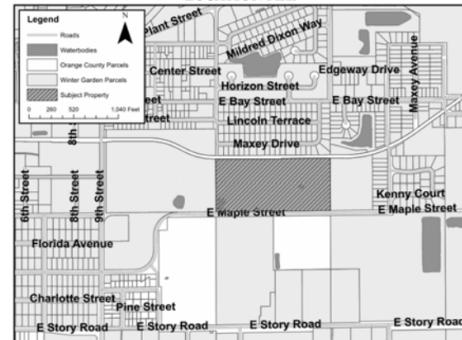 Legend
Roads
Waterbodies
Orange County Parcels
Winter Garden Parcels
Subject Property
0 260 520 1,040 Feet
N
Plant Street
Mildred Dixon Way
Center Street
Edgeway Drive
Maxey Avenue
Horizon Street
E Bay Street
E Bay Street
Street
Lincoln Terrace
Street
8th S
Maxey Drive
6th Street
8th Street
9th Street
Kenny Court
E Maple Street
E Maple Street
Florida Avenue
Charlotte Street
Pine Street
E Story Road
E Story Road
E Story Road
E Story Road